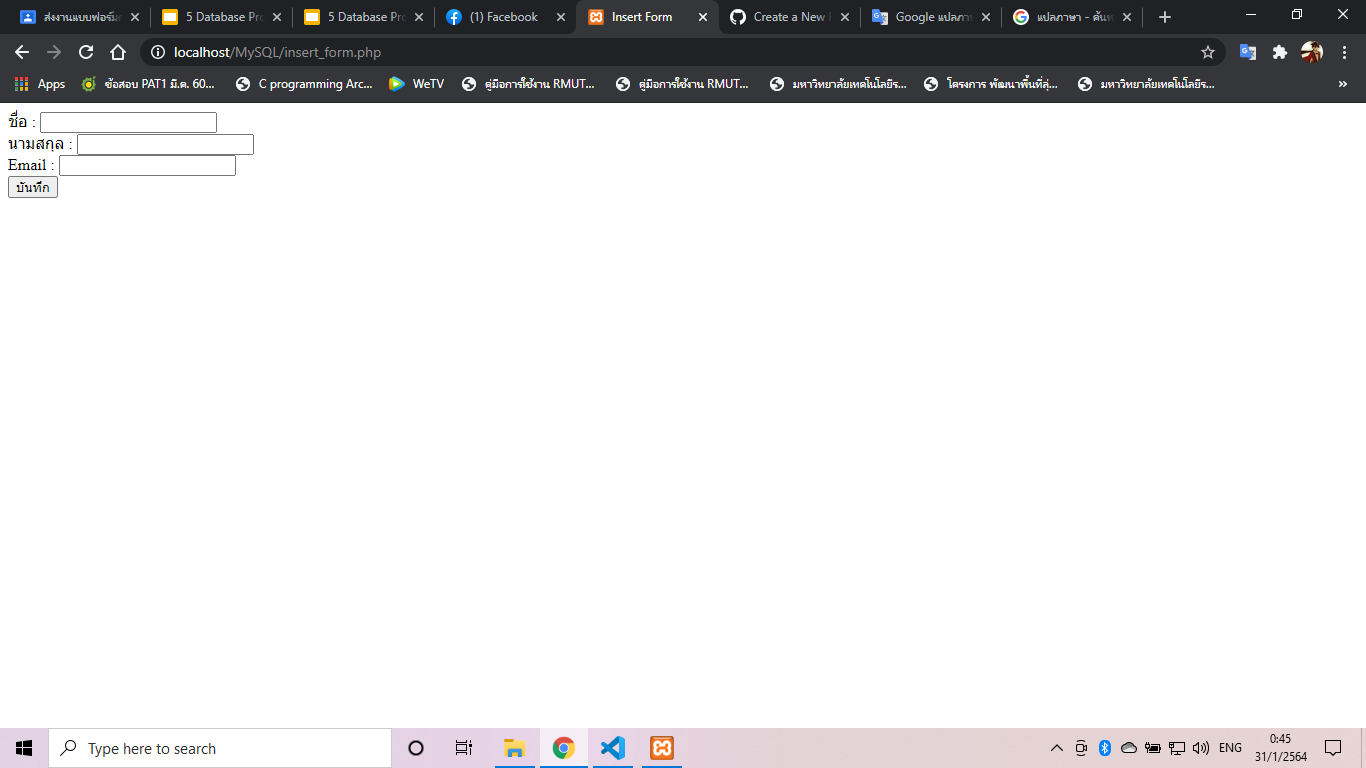 ส่งงานแบบฟอร์ม
5 Database Pro
5 Database Pro
(1) Facebook
Insert Form
Create a New
Google แปลภาษ
แปลภาษา - ค้นห
localhost/MySQL/insert_form.php
Apps
ข้อสอบ PAT1 มี.ค. 60...
C programming Arc...
WeTV
คู่มือการใช้งาน RMUT...
คู่มือการใช้งาน RMUT...
มหาวิทยาลัยเทคโนโลยีร...
โครงการ พัฒนาพื้นที่สุ่...
มหาวิทยาลัยเทคโนโลยีร...
»
ชื่อ :
นามสกุล :
Email :
บันทึก
Type here to search
ENG
0:45
31/1/2564